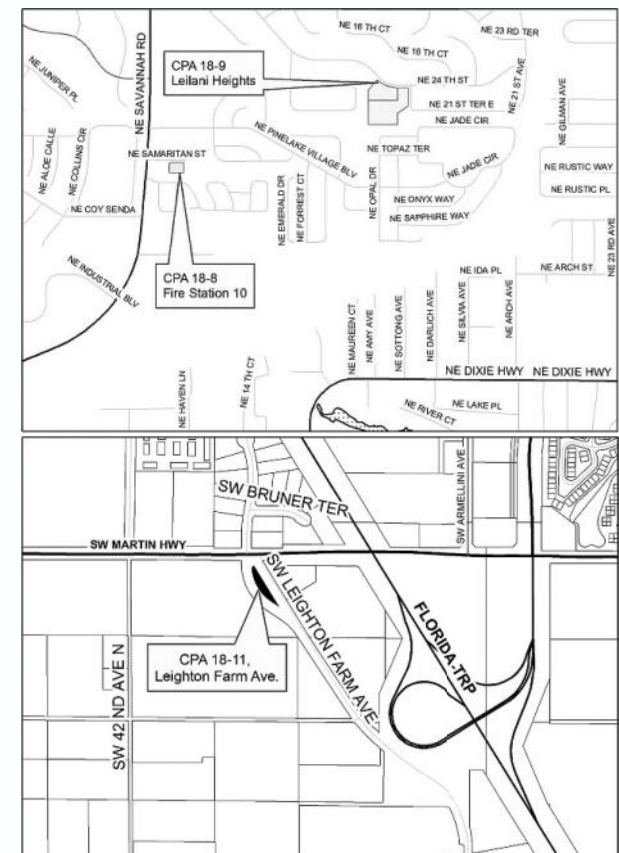 NE 16 TH CT
NE 23 RD TER
NE JUNIPER PL
NE SAVANNAH RD
CPA 18-9
Leilani Heights
NE 16 TH CT
NE 24 TH ST
NE 21 ST AVE
NE 21 ST TER E
NE JADE CIR
NE GILMAN AVE
NE ALOE CALLE
NE COLLINS CIR
NE SAMARITAN ST
NE PINELAKE VILLAGE BLV
NE TOPAZ TER
NE JADE CIR
NE RUSTIC WAY
NE RUSTIC PL
NE COY SENDA
NE EMERALD DR
NE FORREST CT
NE OPAL DR
NE ONYX WAY
NE SAPPHIRE WAY
NE 23 RD AVE
CPA 18-8
Fire Station 10
NE INDUSTRIAL BLV
NE IDA PL
NE ARCH ST
NE MAUREEN CT
NE AMY AVE
NE SOTTONG AVE
NE DARLICH AVE
NE SILVIA AVE
NE ARCH AVE
NE HAVEN LN
NE 14 TH CT
NE DIXIE HWY
NE DIXIE HWY
NE RIVER CT
NE LAKE PL
SW BRUNER TER
SW ARMELLINI AVE
SW MARTIN HWY
SW LEIGHTON FARM AVE
FLORIDA TRP
CPA 18-11,
Leighton Farm Ave.
SW 42 ND AVE N